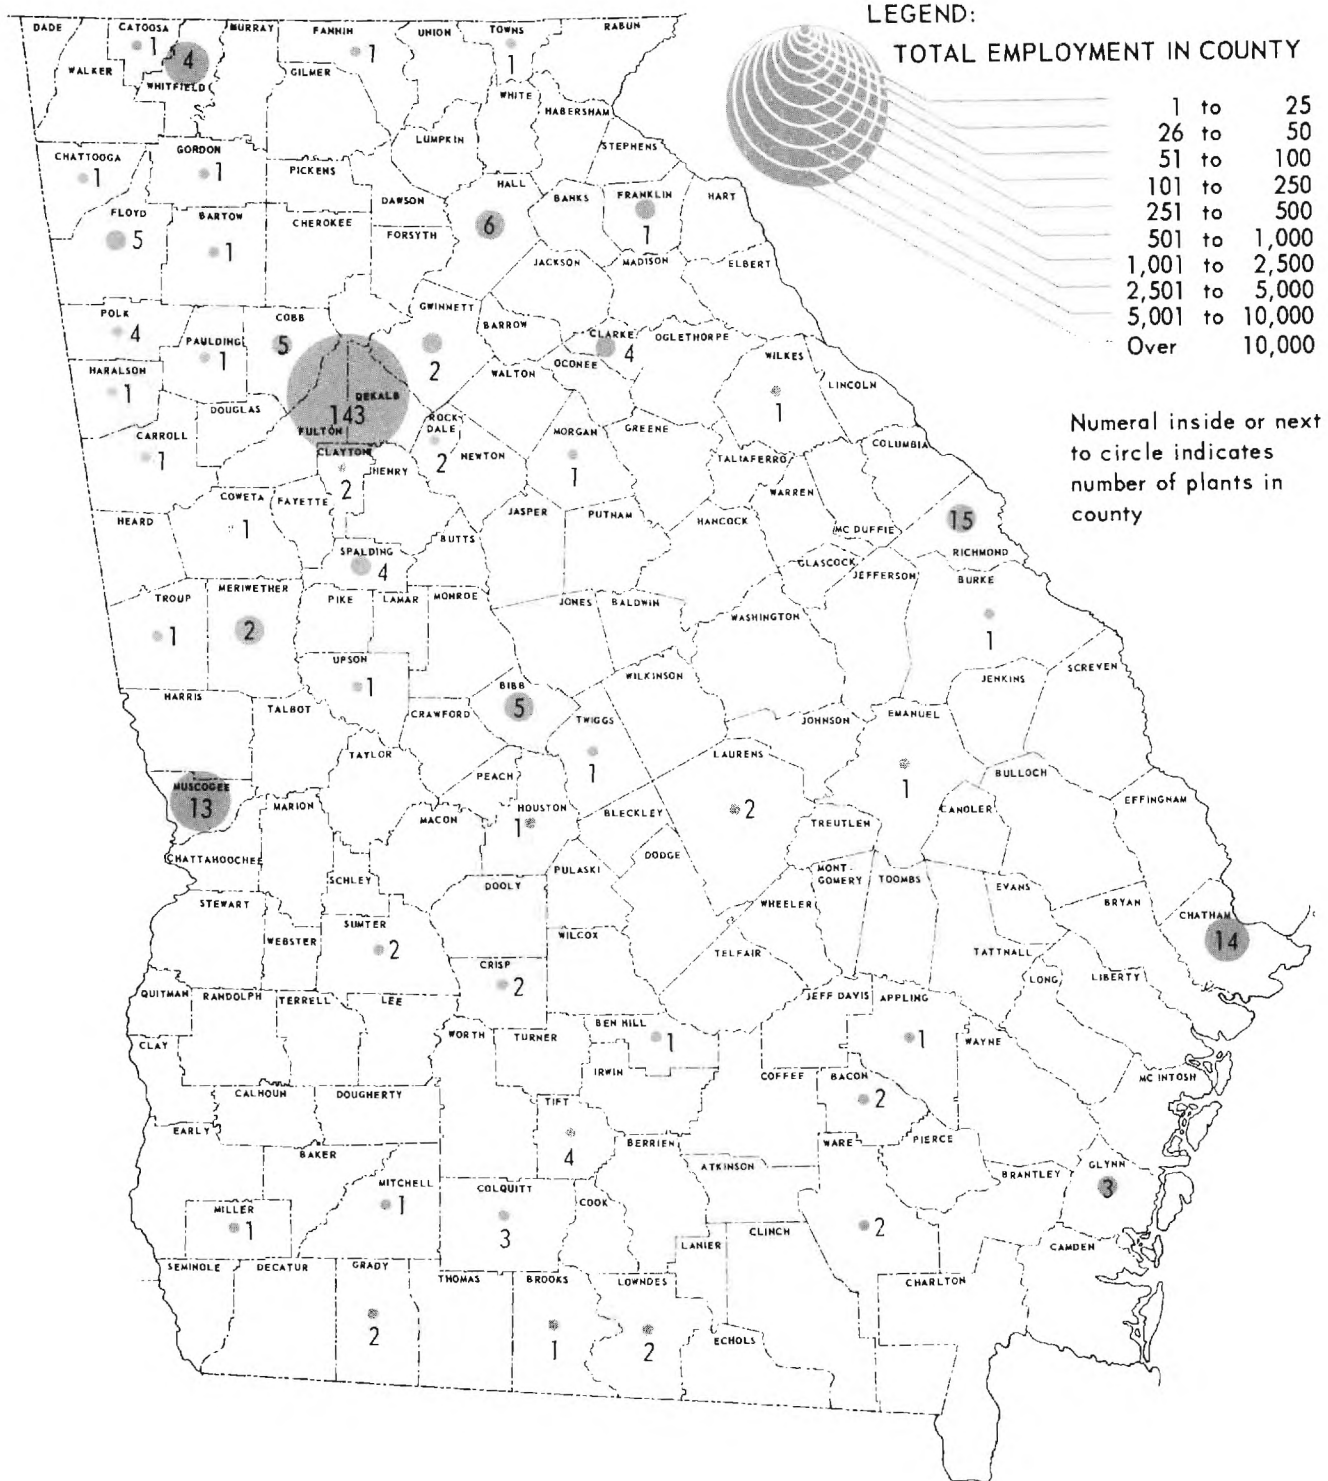 LEGEND:
TOTAL EMPLOYMENT IN COUNTY
1 to 25
26 to 50
51 to 100
101 to 250
251 to 500
501 to 1,000
1,001 to 2,500
2,501 to 5,000
5,001 to 10,000
Over 10,000
Numeral inside or next
to circle indicates
number of plants in
county
DADE
CATOOSA
1
MURRAY
FANNIN
1
UNION
TOWNS
1
RABUN
WALKER
4
WHITFIELD
GILMER
WHITE
HABERSHAM
LUMPKIN
STEPHENS
CHATTOOGA
1
GORDON
1
PICKENS
DAWSON
HALL
6
BANKS
FRANKLIN
1
HART
FLOYD
5
BARTOW
1
CHEROKEE
FORSYTH
JACKSON
MADISON
ELBERT
POLK
4
PAULDING
1
COBB
5
GWINNETT
2
BARROW
CLARKE
4
OGLETHORPE
OCONEE
WALTON
WILKES
1
LINCOLN
HARALSON
1
DOUGLAS
DEKALB
143
FULTON
ROCK-
DALE
2
NEWTON
MORGAN
1
GREENE
TALIAFERRO
COLUMBIA
CARROLL
1
CLAYTON
2
HENRY
WARREN
MC DUFFIE
15
RICHMOND
HEARD
COWETA
1
FAYETTE
SPALDING
4
BUTTS
JASPER
PUTNAM
HANCOCK
GLASCOCK
JEFFERSON
BURKE
1
TROUP
1
MERIWETHER
2
PIKE
LAMAR
MONROE
JONES
BALDWIN
WASHINGTON
UPSON
1
BIBB
5
WILKINSON
JENKINS
SCREVEN
HARRIS
TALBOT
CRAWFORD
TWIGGS
1
JOHNSON
EMANUEL
1
TAYLOR
PEACH
HOUSTON
1
LAURENS
2
BULLOCH
EFFINGHAM
MUSCOGEE
13
MARION
MACON
BLECKLEY
TREUTLEN
CANDLER
CHATTAHOOCHEE
SCHLEY
DOOLY
PULASKI
DODGE
MONT-
GOMERY
TOOMBS
EVANS
STEWART
WEBSTER
SUMTER
2
WILCOX
WHEELER
BRYAN
CHATHAM
14
CRISP
2
TELFAIR
TATTNALL
LONG
LIBERTY
QUITMAN
RANDOLPH
TERRELL
LEE
JEFF DAVIS
APPLING
1
CLAY
WORTH
TURNER
BEN HILL
1
WAYNE
IRWIN
COFFEE
BACON
2
MC INTOSH
CALHOUN
DOUGHERTY
TIFT
4
EARLY
BERRIEN
WARE
2
PIERCE
BAKER
ATKINSON
BRANTLEY
GLYNN
3
MITCHELL
1
COLQUITT
3
COOK
MILLER
1
LANIER
CLINCH
CAMDEN
SEMINOLE
DECATUR
GRADY
2
THOMAS
BROOKS
1
LOWNDES
2
CHARLTON
ECHOLS